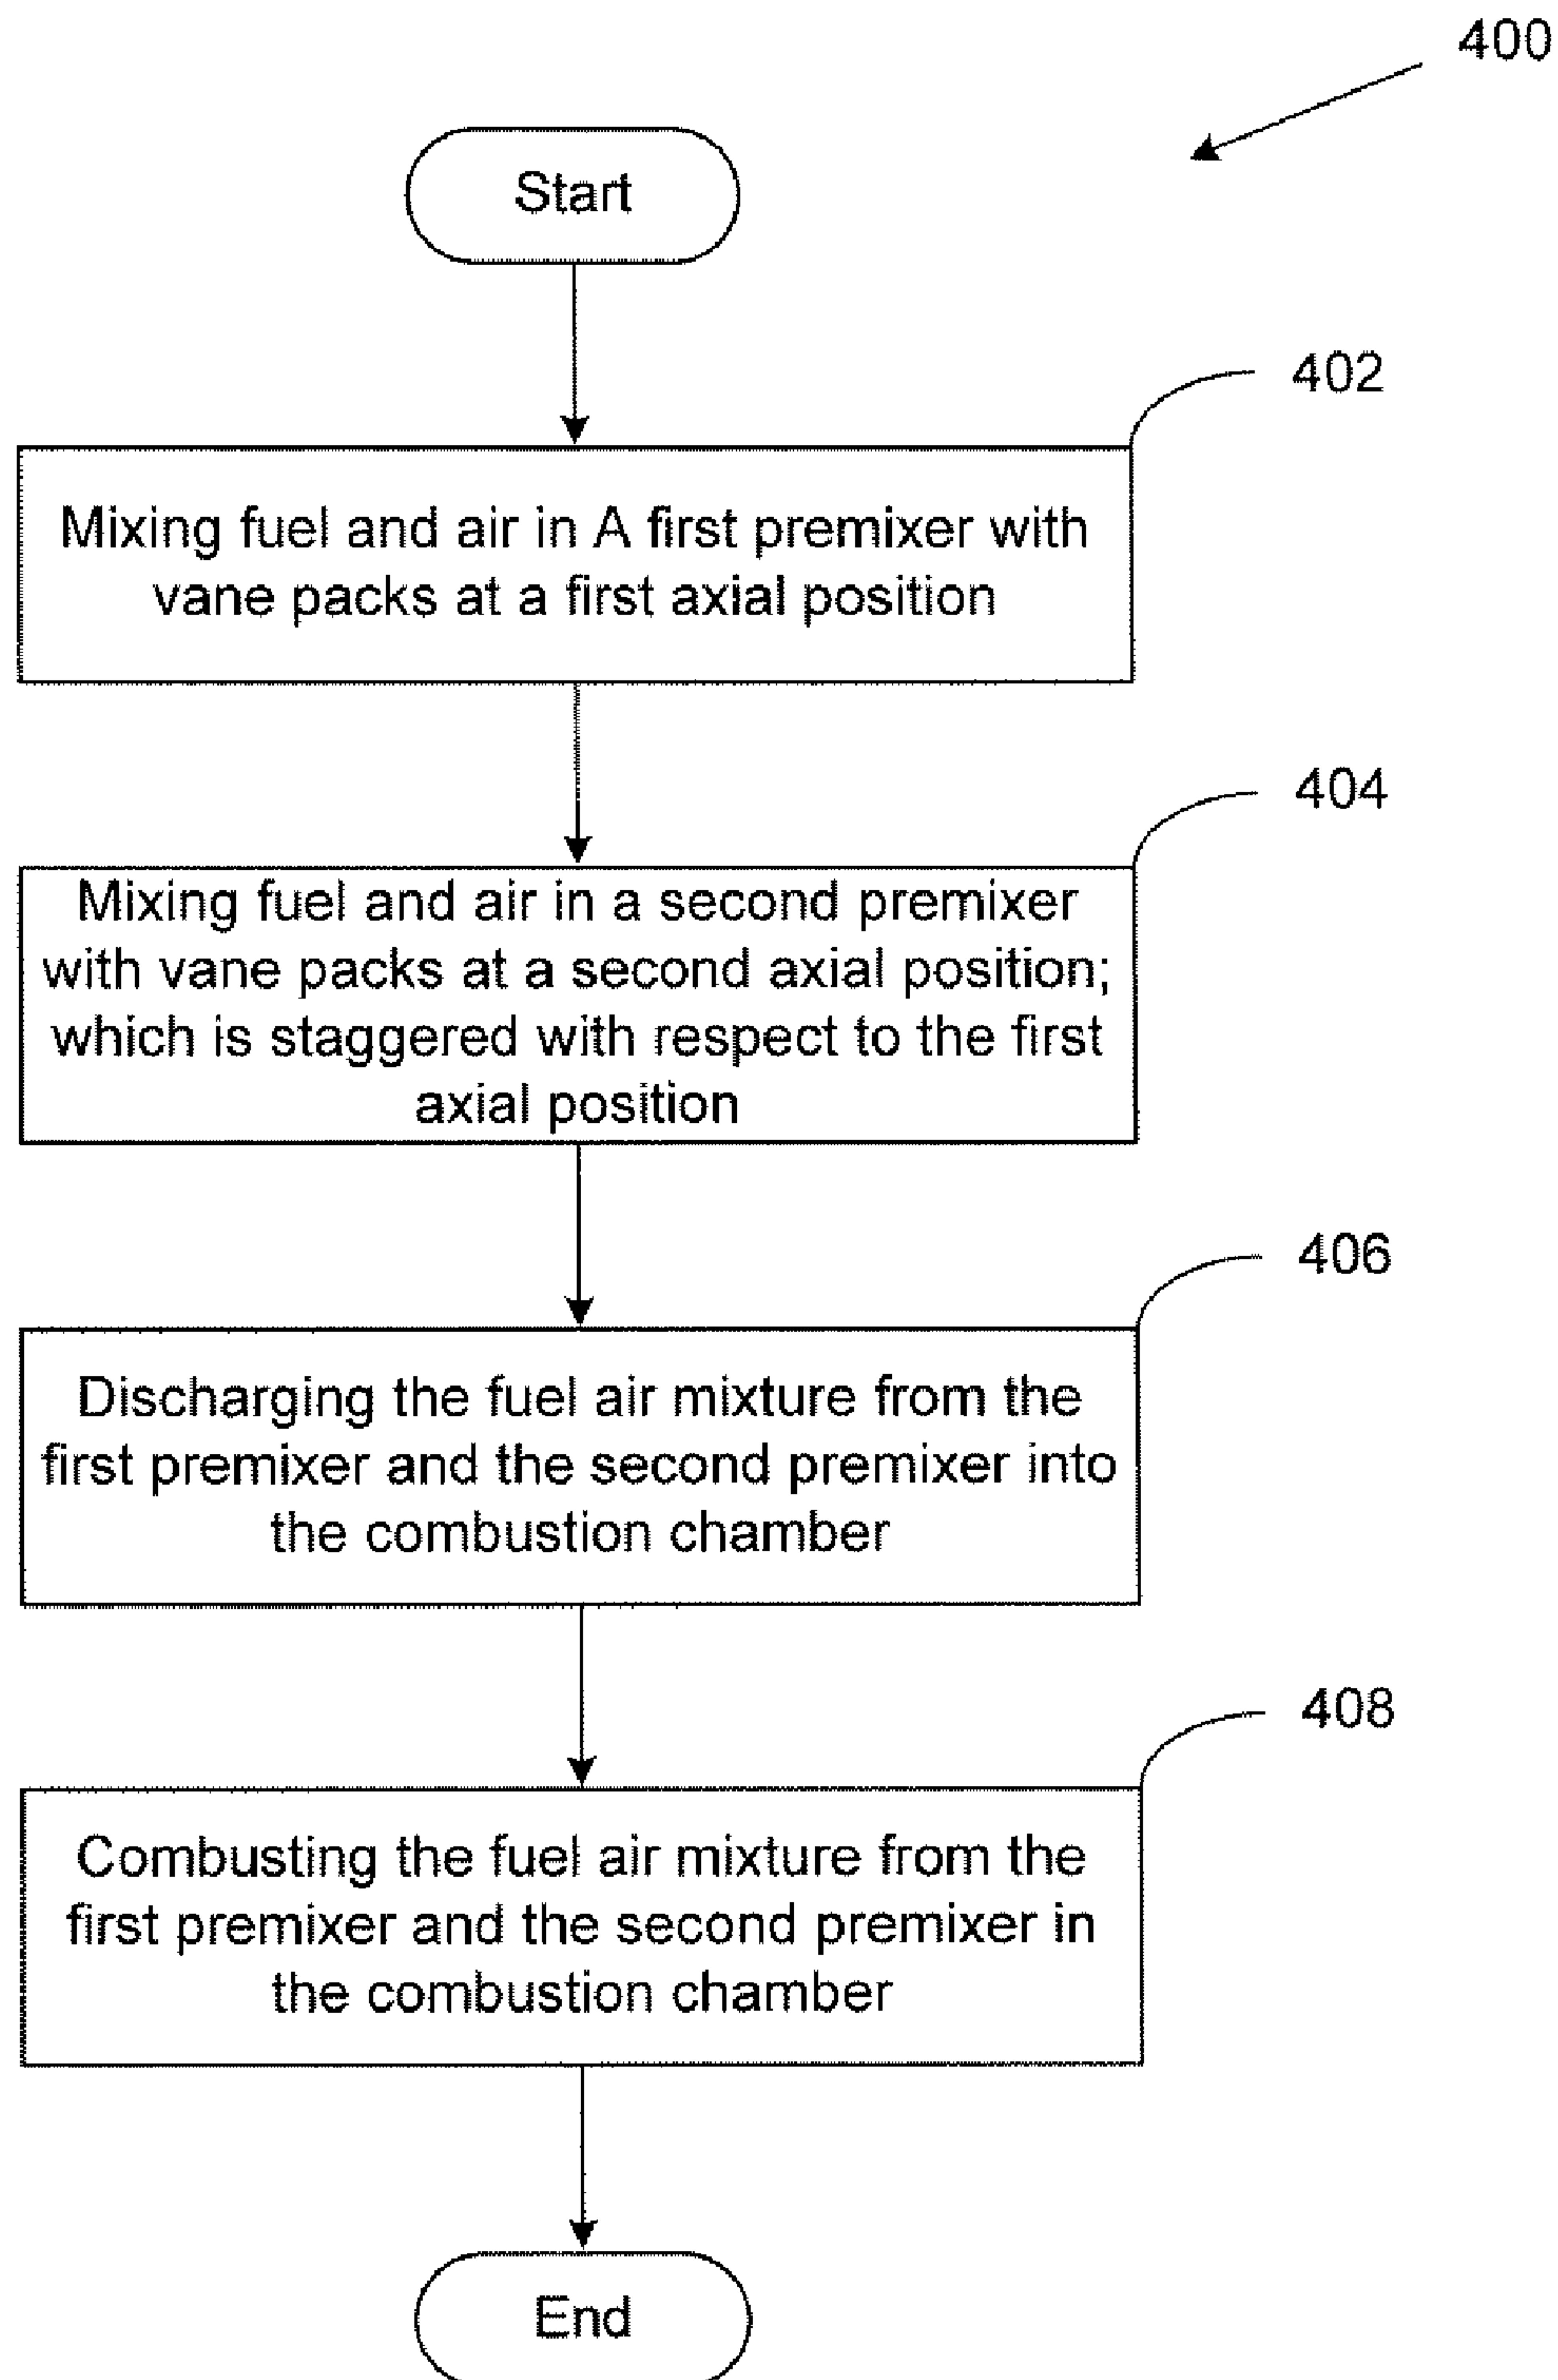 400
Start
402
Mixing fuel and air in A first premixer with
vane packs at a first axial position
404
Mixing fuel and air in a second premixer
with vane packs at a second axial position;
which is staggered with respect to the first
axial position
406
Discharging the fuel air mixture from the
first premixer and the second premixer into
the combustion chamber
408
Combusting the fuel air mixture from the
first premixer and the second premixer in
the combustion chamber
End